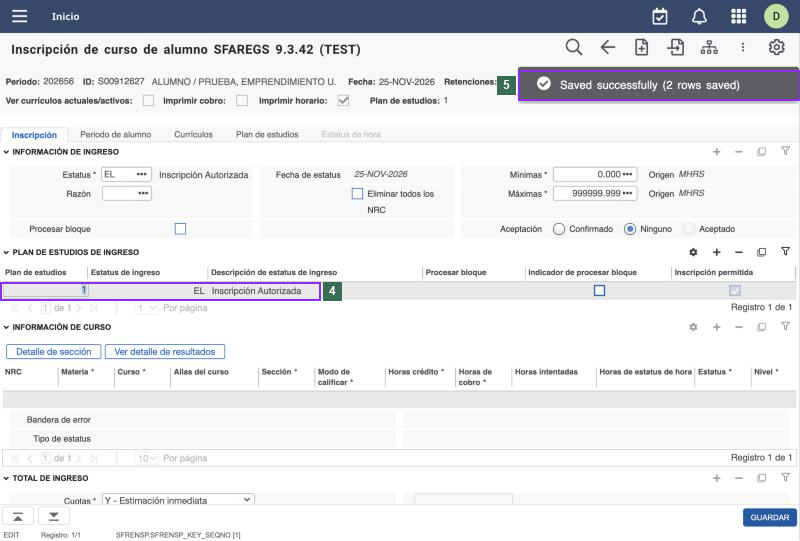 Inicio
D
Inscripción de curso de alumno SFAREGS 9.3.42 (TEST)
Periodo: 202656 ID: S00912627 ALUMNO / PRUEBA, EMPRENDIMIENTO U. Fecha: 25-NOV-2026 Retenciones:
5
Saved successfully (2 rows saved)
Ver currículos actuales/activos: Imprimir cobro: Imprimir horario: Plan de estudios: 1
Inscripción Periodo de alumno Currículos Plan de estudios Estatus de hora
INFORMACIÓN DE INGRESO
Estatus * EL ••• Inscripción Autorizada Fecha de estatus 25-NOV-2026 Mínimas * 0.000 ••• Origen MHRS
Razón ••• Eliminar todos los NRC Máximas * 999999.999 ••• Origen MHRS
Procesar bloque Aceptación Confirmado Ninguno Aceptado
PLAN DE ESTUDIOS DE INGRESO
Plan de estudios Estatus de ingreso Descripción de estatus de ingreso Procesar bloque Indicador de procesar bloque Inscripción permitida
1 EL Inscripción Autorizada 4
1 de 1 1 Por página Registro 1 de 1
INFORMACIÓN DE CURSO
Detalle de sección Ver detalle de resultados
NRC Materia * Curso * Alias del curso Sección * Modo de calificar * Horas crédito * Horas de cobro * Horas intentadas Horas de estatus de hora Estatus * Nivel *
Bandera de error
Tipo de estatus
1 de 1 10 Por página Registro 1 de 1
TOTAL DE INGRESO
Cuotas * Y - Estimación inmediata
GUARDAR
EDIT Registro: 1/1 SFRENSP.SFRENSP_KEY_SEQNO [1]